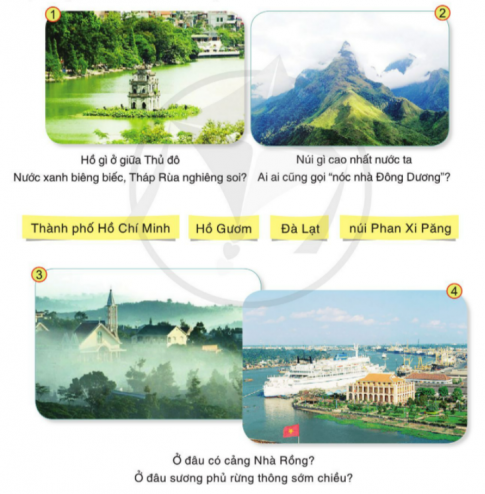 1
2
Hồ gì ở giữa Thủ đô
Nước xanh biêng biếc, Tháp Rùa nghiêng soi?
Núi gì cao nhất nước ta
Ai ai cũng gọi “nóc nhà Đông Dương”?
Thành phố Hồ Chí Minh
Hồ Gươm
Đà Lạt
núi Phan Xi Păng
3
4
Ở đâu có cảng Nhà Rồng?
Ở đâu sương phủ rừng thông sớm chiều?